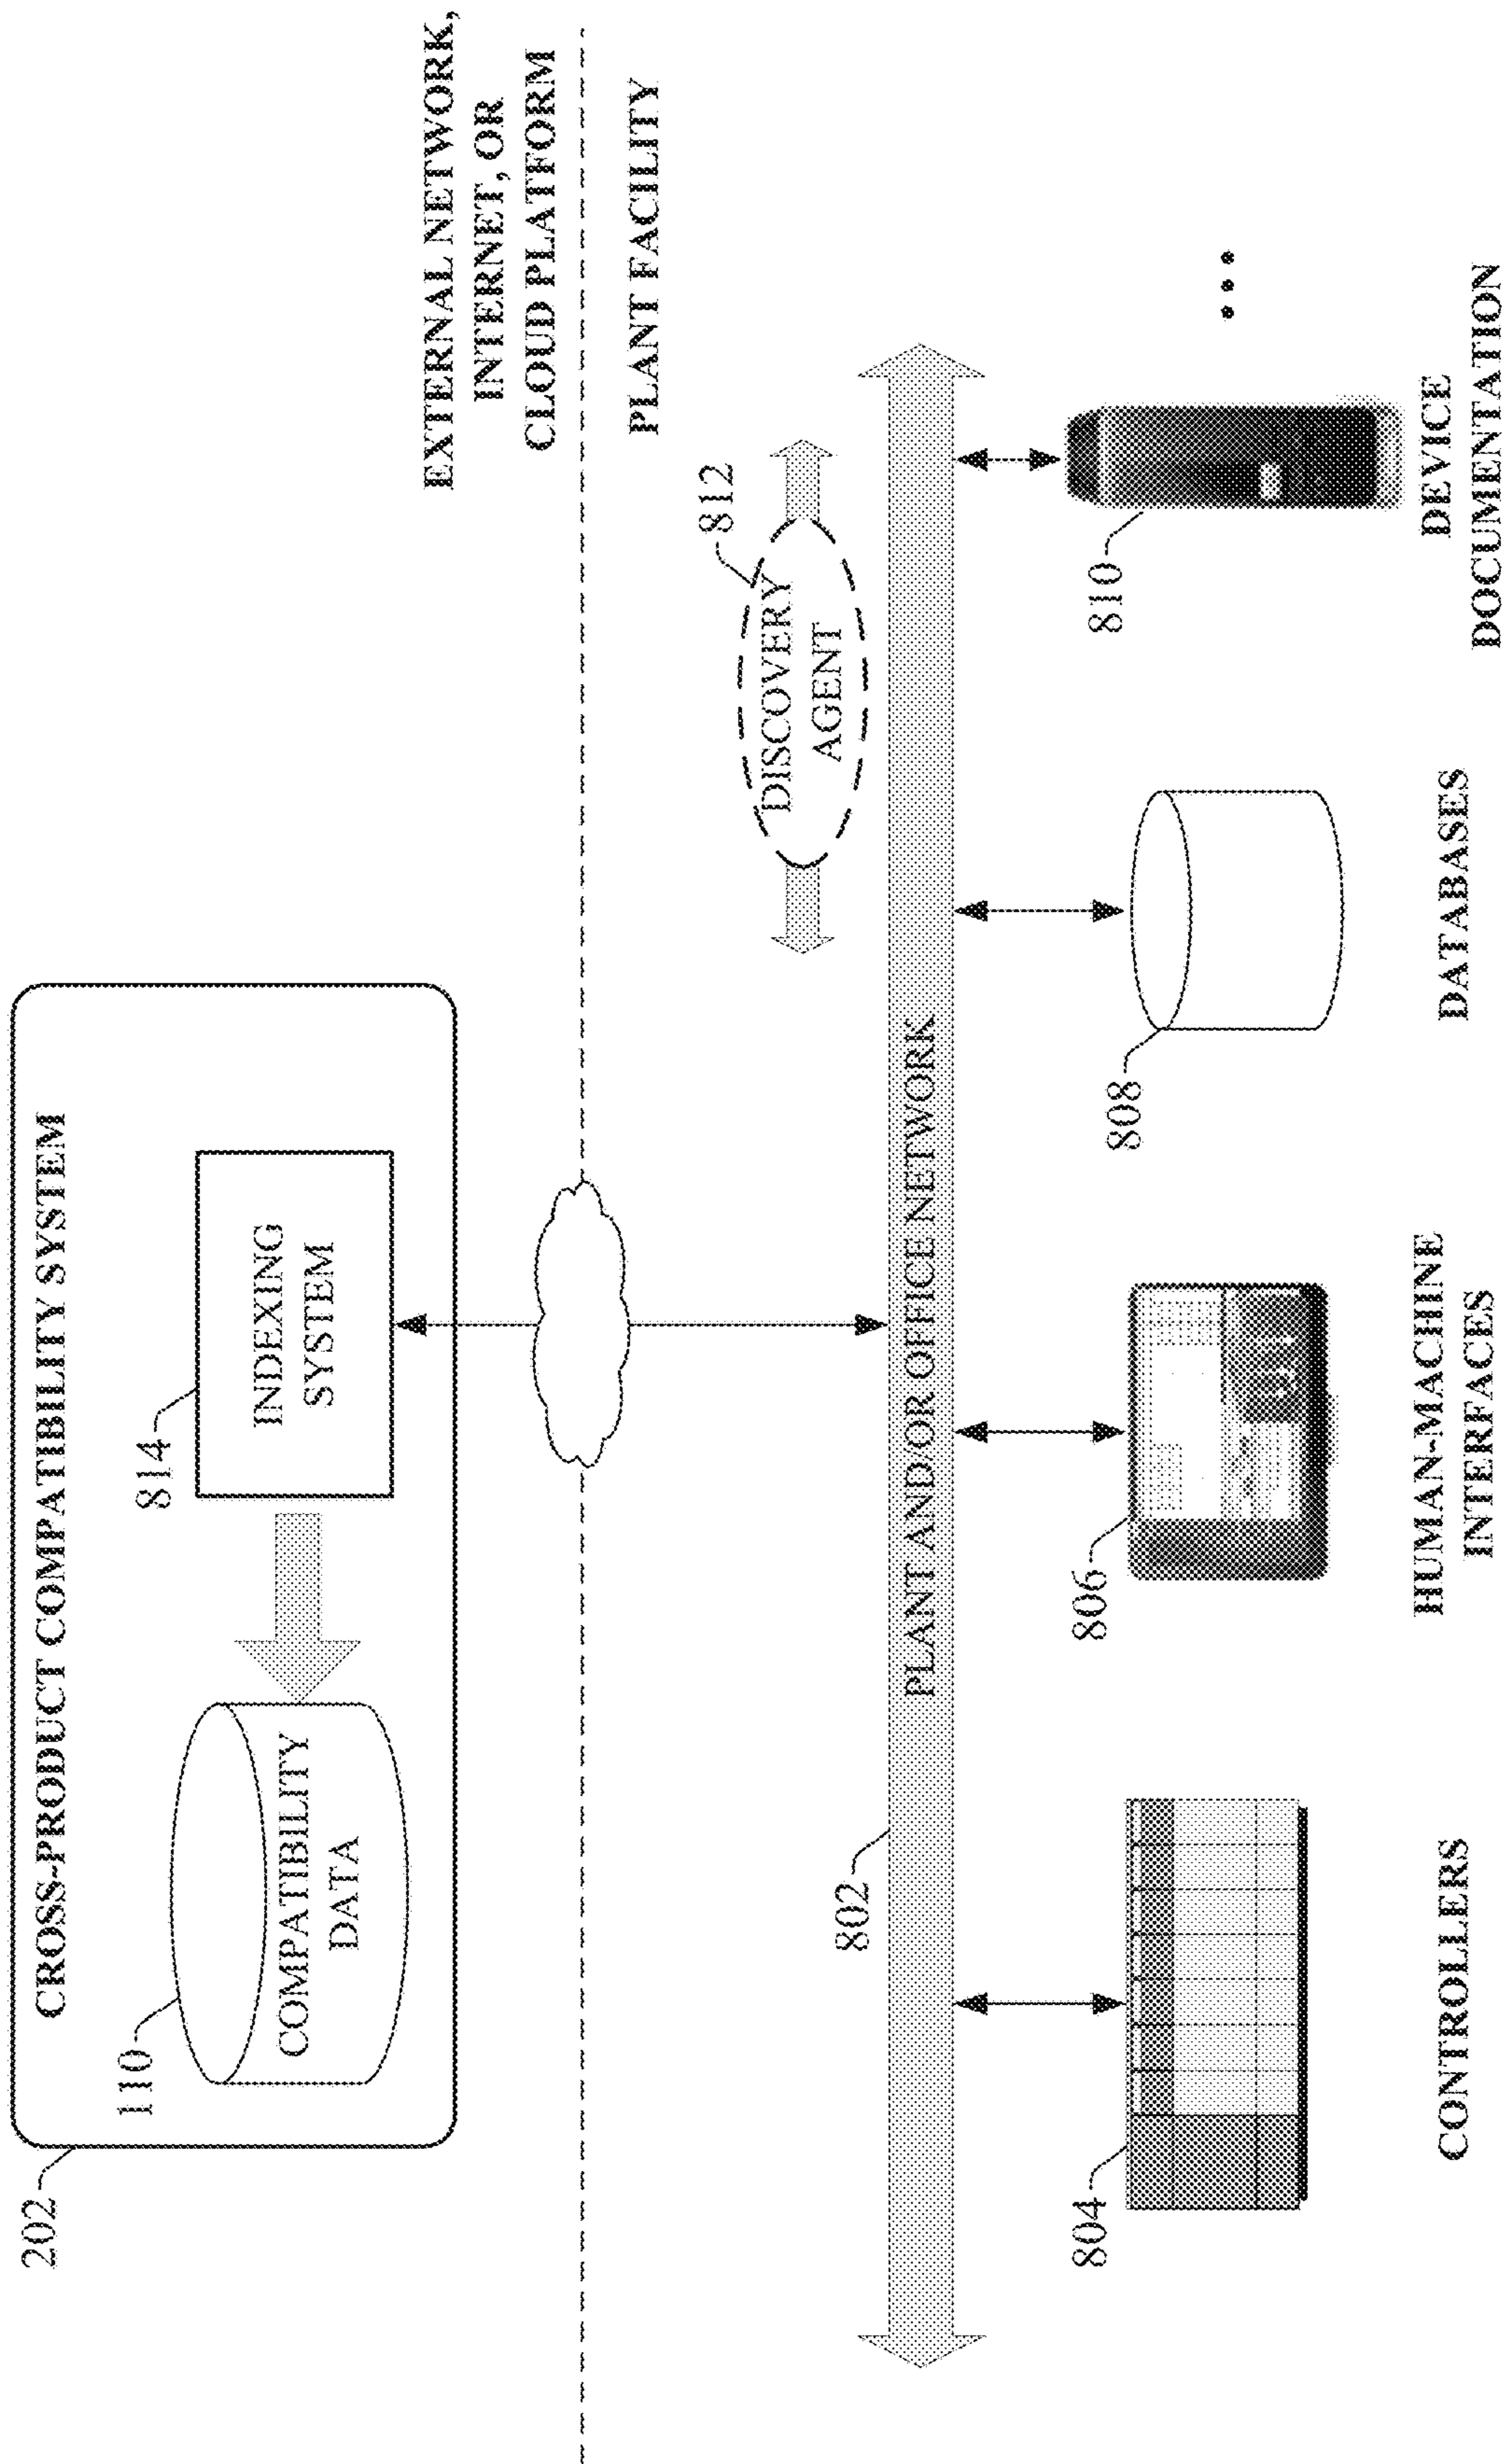 202
CROSS-PRODUCT COMPATIBILITY SYSTEM
110
COMPATIBILITY
DATA
814
INDEXING
SYSTEM
EXTERNAL NETWORK,
INTERNET, OR
CLOUD PLATFORM
PLANT FACILITY
812
DISCOVERY
AGENT
802
PLANT AND/OR OFFICE NETWORK
804
CONTROLLERS
806
HUMAN-MACHINE
INTERFACES
808
DATABASES
810
DEVICE
DOCUMENTATION